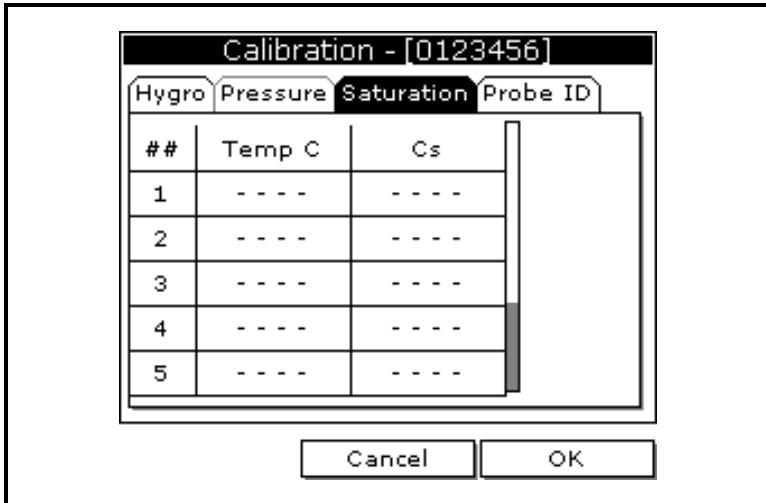 Calibration - [0123456]
Hygro Pressure Saturation Probe ID
## Temp C Cs
1 - - - - - - - -
2 - - - - - - - -
3 - - - - - - - -
4 - - - - - - - -
5 - - - - - - - -
Cancel OK